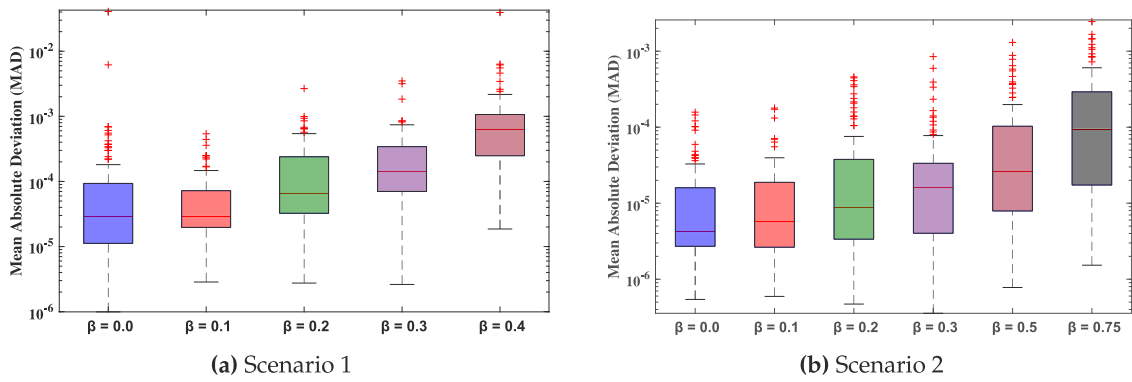 Mean Absolute Deviation (MAD)
10^-2
10^-3
10^-4
10^-5
10^-6
β = 0.0 β = 0.1 β = 0.2 β = 0.3 β = 0.4
(a) Scenario 1
Mean Absolute Deviation (MAD)
10^-3
10^-4
10^-5
10^-6
β = 0.0 β = 0.1 β = 0.2 β = 0.3 β = 0.5 β = 0.75
(b) Scenario 2